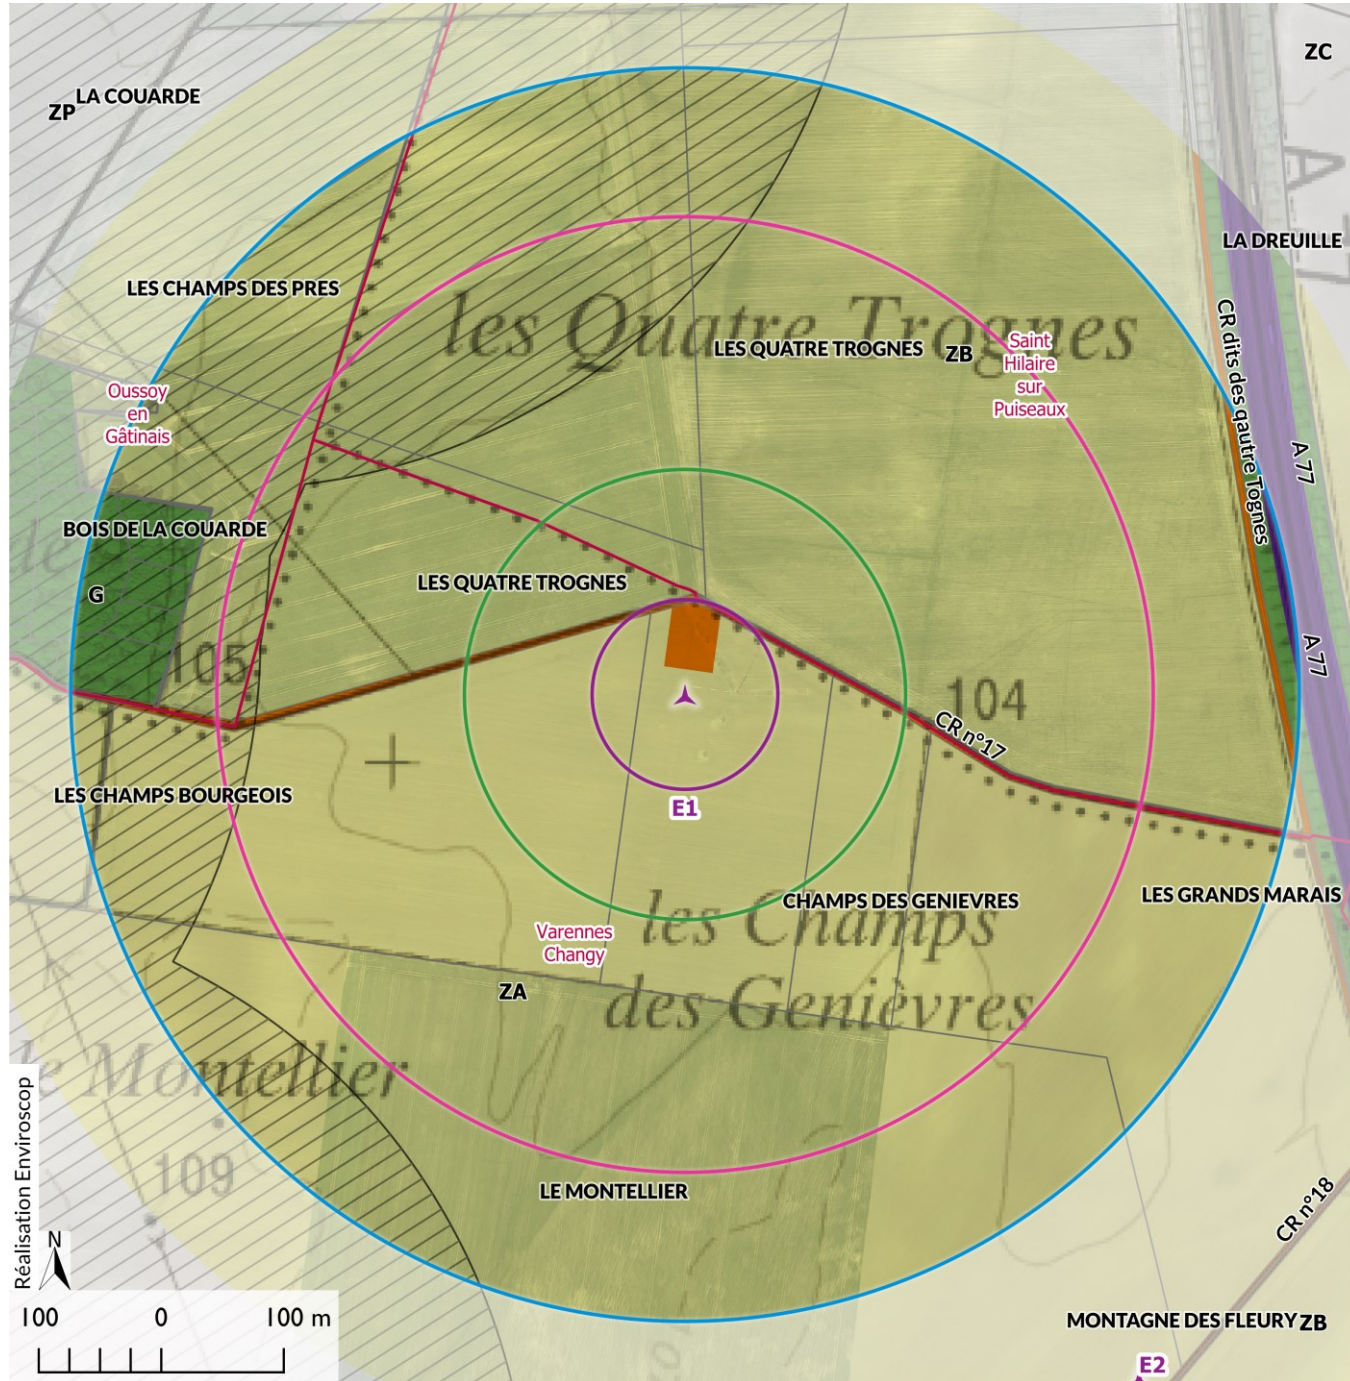 ZC
LA COUARDE
ZP
LA DREUILLE
LES CHAMPS DES PRES
les Quatre Trognes
LES QUATRE TROGNES
ZB
Saint
Hilaire
sur
Puiseaux
CR dits des qautre Tognes
Oussoy
en
Gâtinais
A 77
BOIS DE LA COUARDE
LES QUATRE TROGNES
G
105
A 77
104
CR n°17
LES CHAMPS BOURGEOIS
E1
LES GRANDS MARAIS
CHAMPS DES GENIEVRES
les Champs
Varennes
Changy
ZA
des Genièvres
le Montellier
109
LE MONTELLIER
CR n°18
Réalisation Enviroscop
N
100 0 100 m
MONTAGNE DES FLEURY ZB
E2